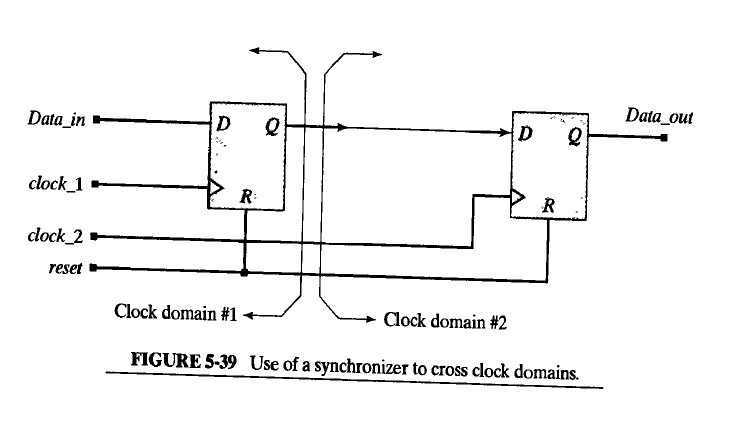 Data_in
D Q
clock_1
R
clock_2
reset
D Q
Data_out
R
Clock domain #1
Clock domain #2
FIGURE 5-39 Use of a synchronizer to cross clock domains.